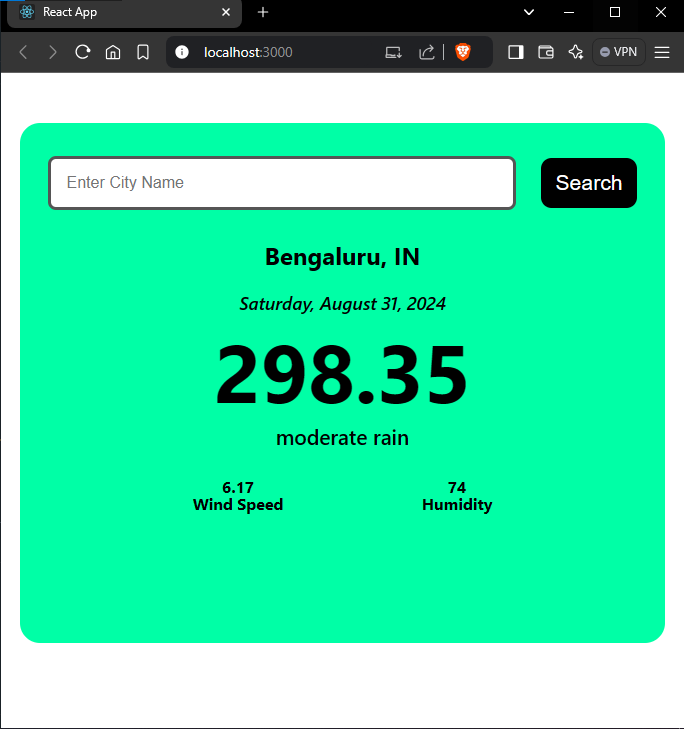 React App
localhost:3000
VPN
Enter City Name
Search
Bengaluru, IN
Saturday, August 31, 2024
298.35
moderate rain
6.17
Wind Speed
74
Humidity